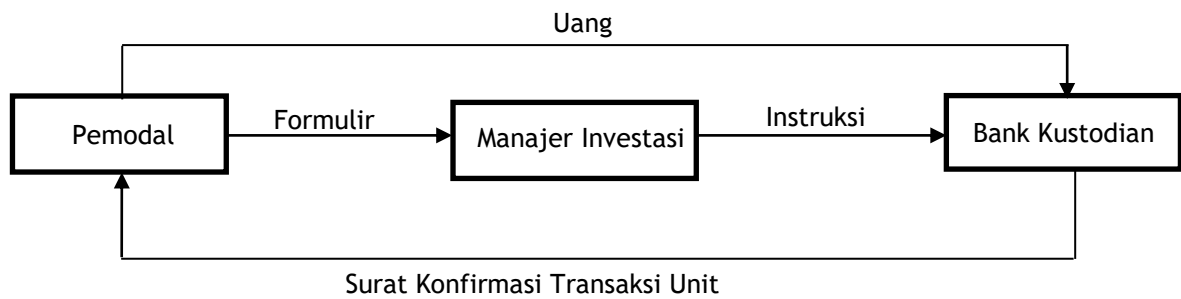 Uang
Pemodal
Formulir
Manajer Investasi
Instruksi
Bank Kustodian
Surat Konfirmasi Transaksi Unit